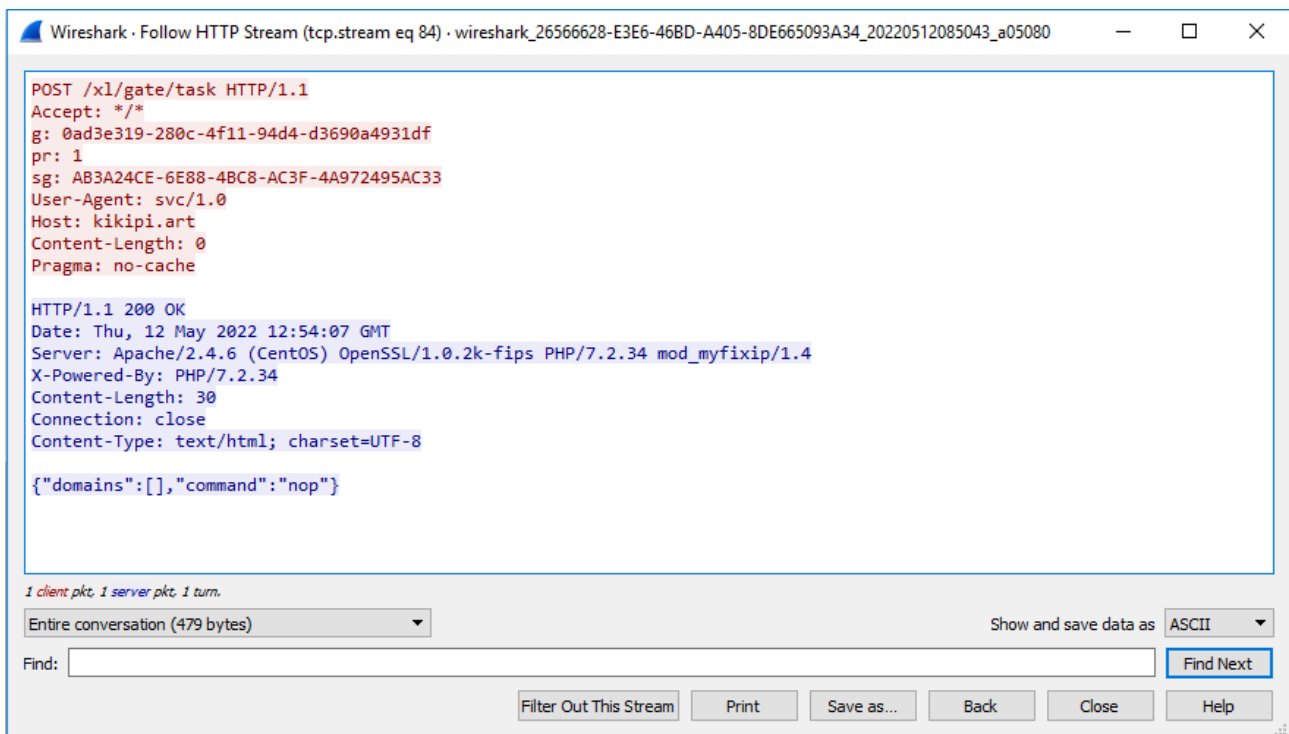 Wireshark · Follow HTTP Stream (tcp.stream eq 84) · wireshark_26566628-E3E6-46BD-A405-8DE665093A34_20220512085043_a05080
POST /xl/gate/task HTTP/1.1
Accept: */*
g: 0ad3e319-280c-4f11-94d4-d3690a4931df
pr: 1
sg: AB3A24CE-6E88-4BC8-AC3F-4A972495AC33
User-Agent: svc/1.0
Host: kikipi.art
Content-Length: 0
Pragma: no-cache
HTTP/1.1 200 OK
Date: Thu, 12 May 2022 12:54:07 GMT
Server: Apache/2.4.6 (CentOS) OpenSSL/1.0.2k-fips PHP/7.2.34 mod_myfixip/1.4
X-Powered-By: PHP/7.2.34
Content-Length: 30
Connection: close
Content-Type: text/html; charset=UTF-8
{"domains":[],"command":"nop"}
1 client pkt, 1 server pkt, 1 turn.
Entire conversation (479 bytes) Show and save data as ASCII
Find: Find Next
Filter Out This Stream Print Save as... Back Close Help